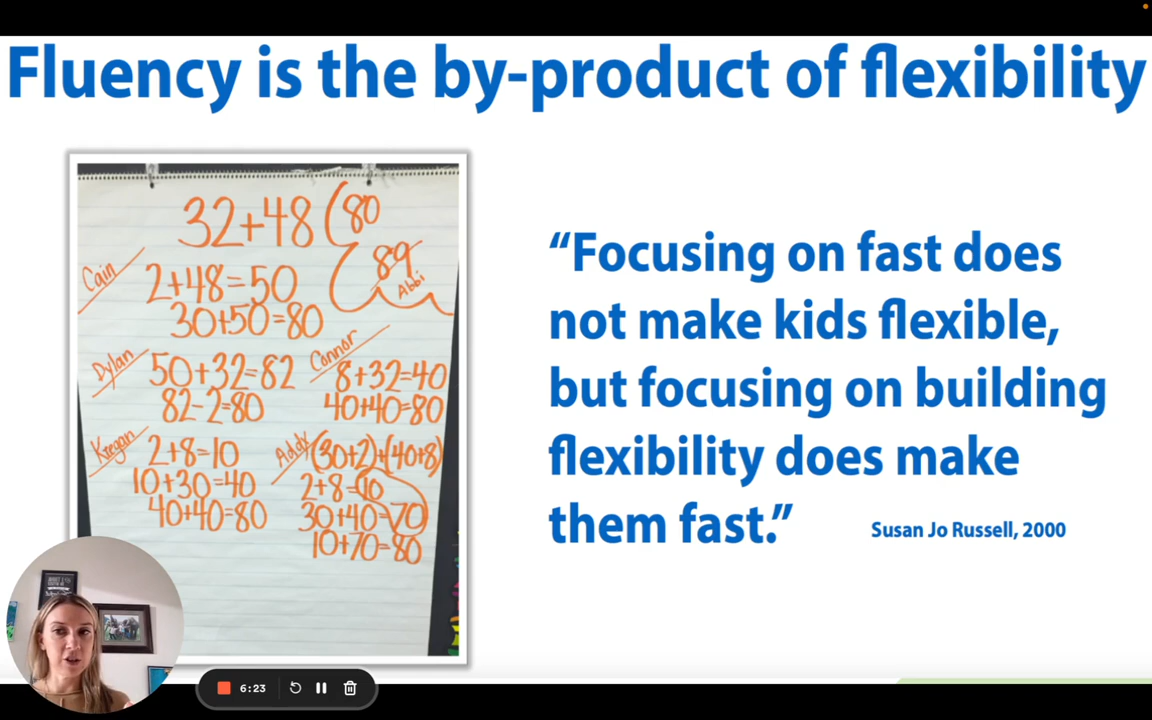 Fluency is the by-product of flexibility
32+48 (80
89
Abbi
Cain
2+48=50
30+50=80
Dylan
50+32=82
82-2=80
Connor
8+32=40
40+40=80
Kregan
2+8=10
10+30=40
40+40=80
Addy
(30+2)+(40+8)
2+8=10
30+40=70
10+70=80
“Focusing on fast does
not make kids flexible,
but focusing on building
flexibility does make
them fast.”
Susan Jo Russell, 2000
6:23